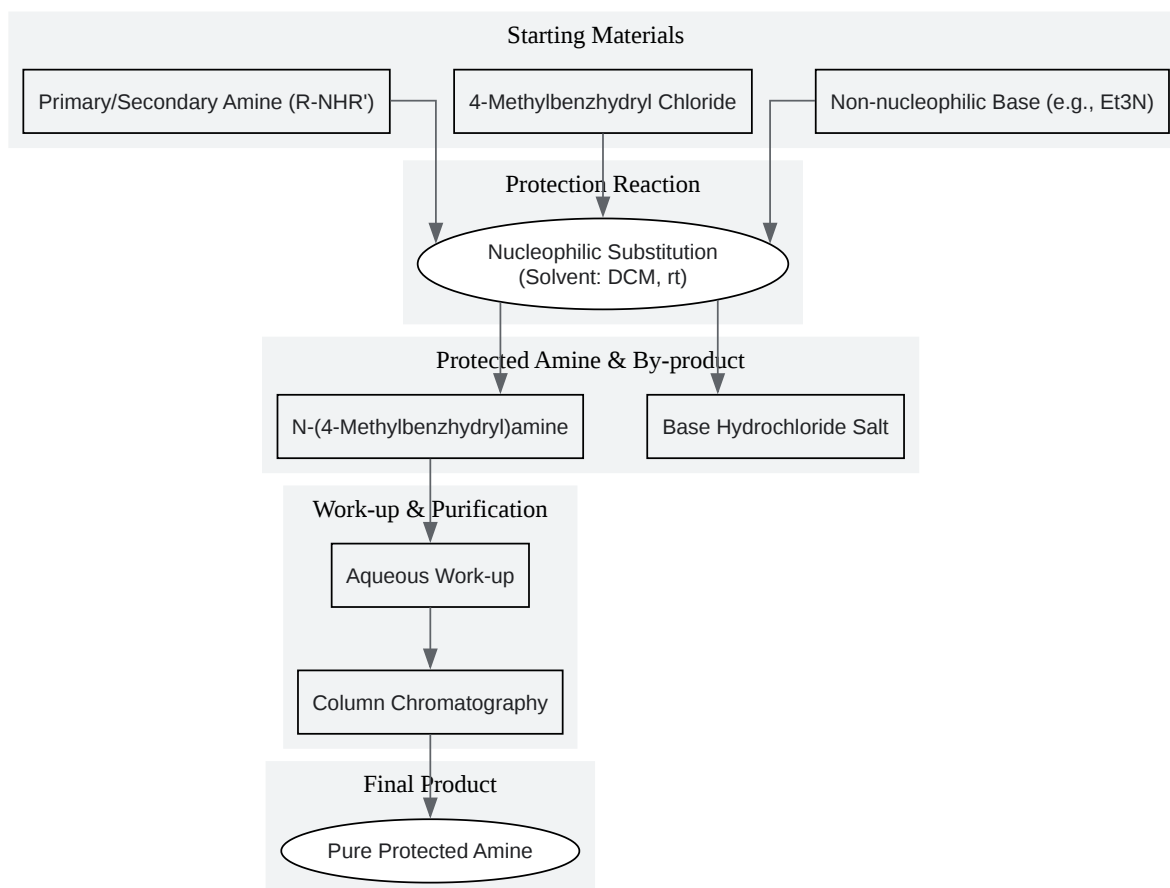 Starting Materials
Primary/Secondary Amine (R-NHR')
4-Methylbenzhydryl Chloride
Non-nucleophilic Base (e.g., Et3N)
Protection Reaction
Nucleophilic Substitution
(Solvent: DCM, rt)
Protected Amine & By-product
N-(4-Methylbenzhydryl)amine
Base Hydrochloride Salt
Work-up & Purification
Aqueous Work-up
Column Chromatography
Final Product
Pure Protected Amine